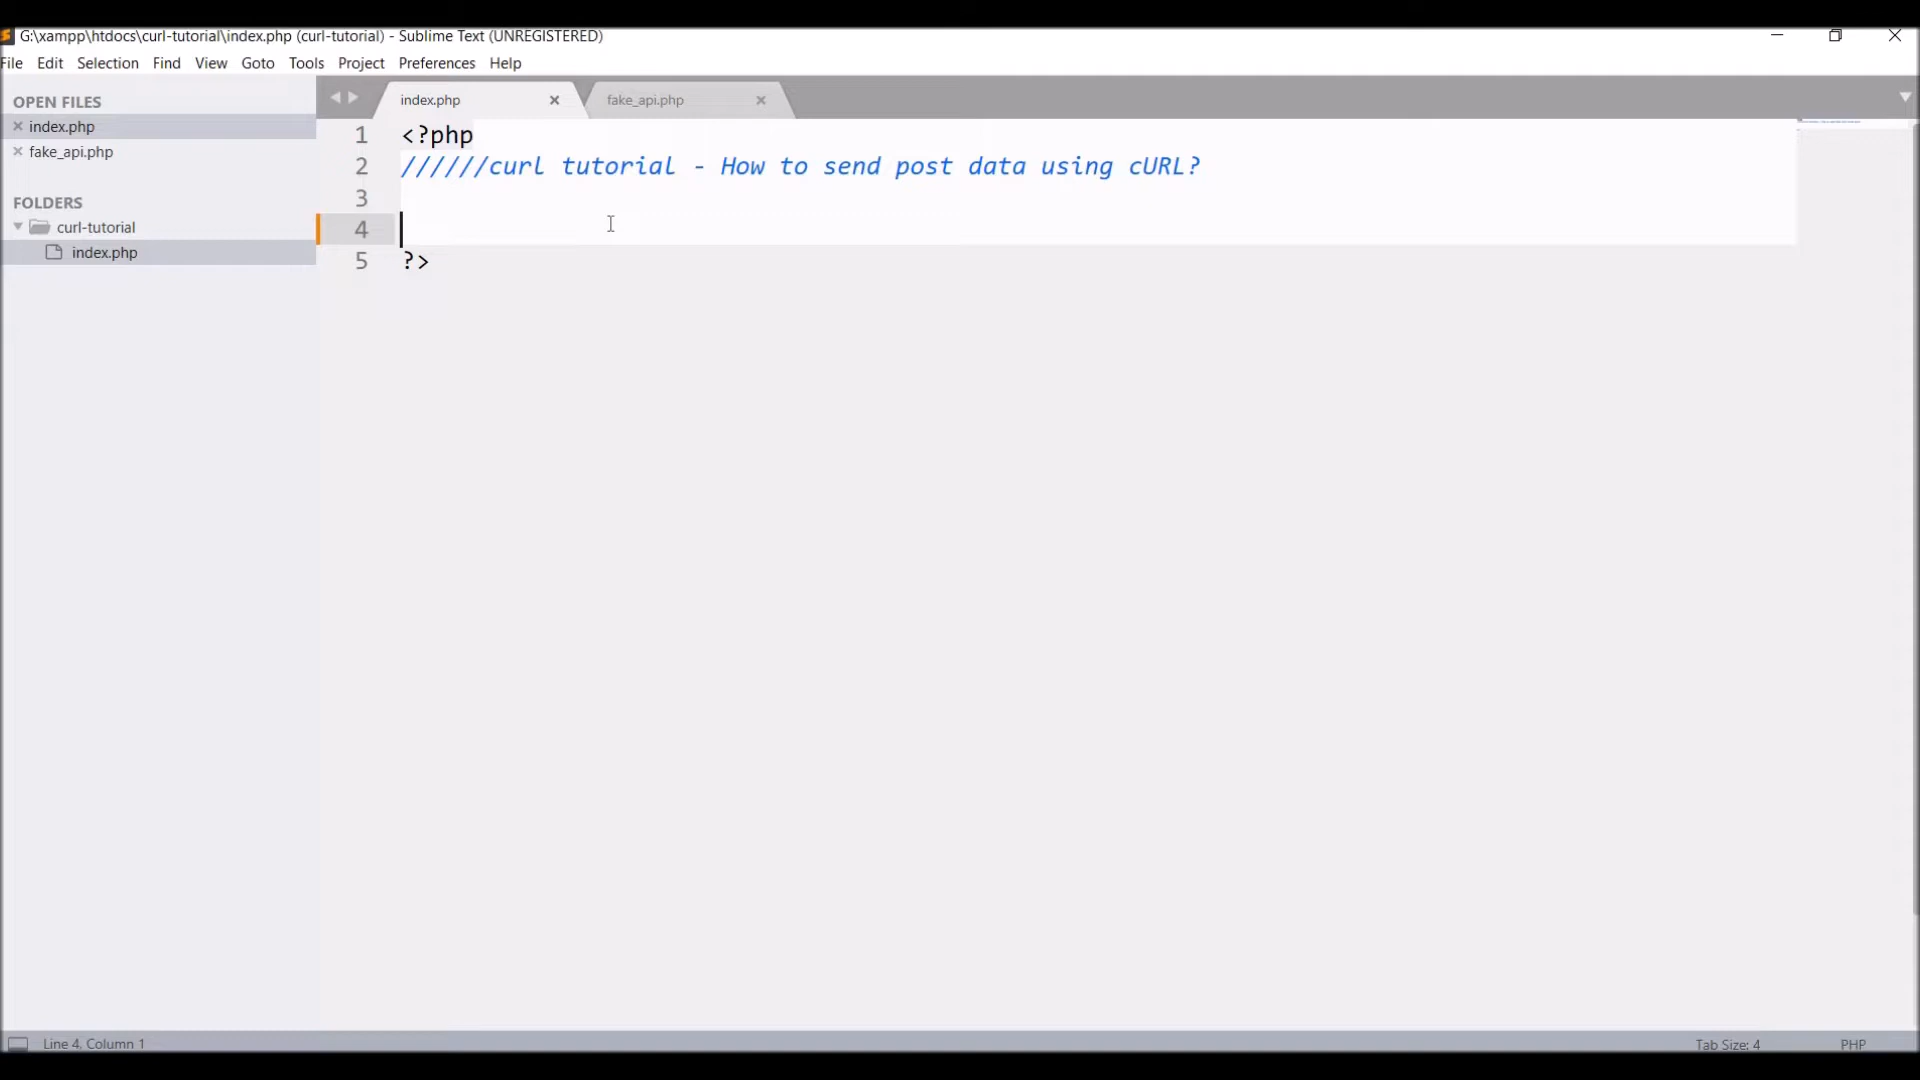 G:\xampp\htdocs\curl-tutorial\index.php (curl-tutorial) - Sublime Text (UNREGISTERED)
File Edit Selection Find View Goto Tools Project Preferences Help
OPEN FILES
index.php
fake_api.php
FOLDERS
curl-tutorial
index.php
index.php fake_api.php
1 <?php
2 //////curl tutorial - How to send post data using cURL?
3
4
5 ?>
Line 4, Column 1 Tab Size: 4 PHP